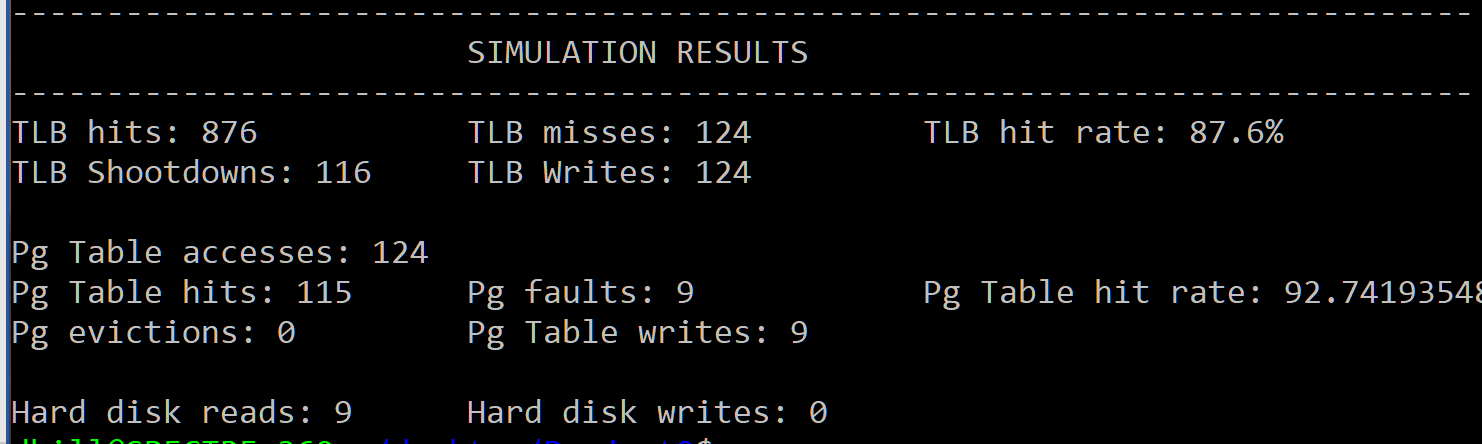 --------------------------------------------------------------------------------
SIMULATION RESULTS
--------------------------------------------------------------------------------
TLB hits: 876 TLB misses: 124 TLB hit rate: 87.6%
TLB Shootdowns: 116 TLB Writes: 124
Pg Table accesses: 124
Pg Table hits: 115 Pg faults: 9 Pg Table hit rate: 92.74193548
Pg evictions: 0 Pg Table writes: 9
Hard disk reads: 9 Hard disk writes: 0